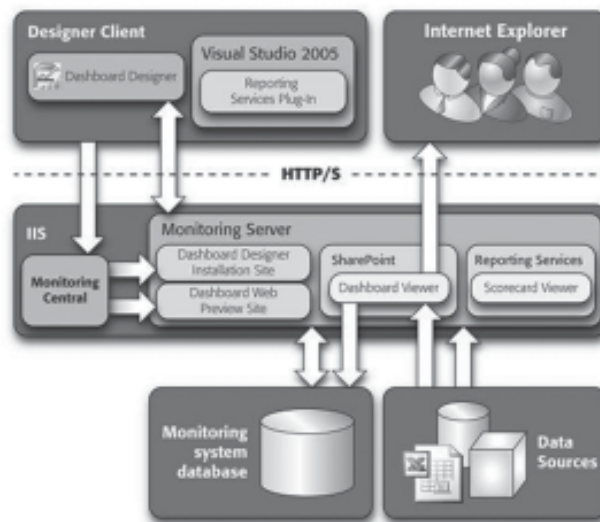 Designer Client
Dashboard Designer
Visual Studio 2005
Reporting
Services Plug-In
Internet Explorer
HTTP/S
IIS
Monitoring
Central
Monitoring Server
Dashboard Designer
Installation Site
Dashboard Web
Preview Site
SharePoint
Dashboard Viewer
Reporting Services
Scorecard Viewer
Monitoring
system
database
Data
Sources